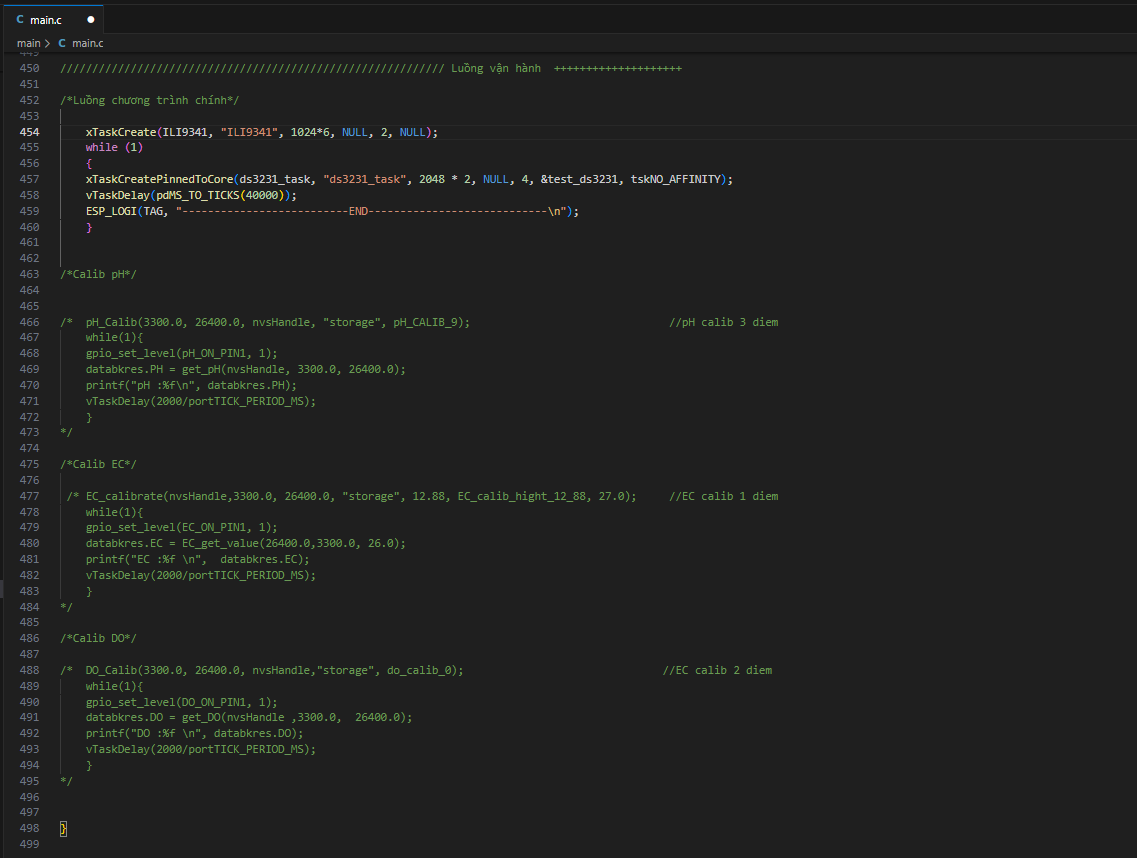 C main.c ●
main > C main.c
449
450 //////////////////////////////////////////////////////////// Luồng vận hành ++++++++++++++++++++
451
452 /*Luồng chương trình chính*/
453
454 xTaskCreate(ILI9341, "ILI9341", 1024*6, NULL, 2, NULL);
455 while (1)
456 {
457 xTaskCreatePinnedToCore(ds3231_task, "ds3231_task", 2048 * 2, NULL, 4, &test_ds3231, tskNO_AFFINITY);
458 vTaskDelay(pdMS_TO_TICKS(40000));
459 ESP_LOGI(TAG, "--------------------------END----------------------------\n");
460 }
461
462
463 /*Calib pH*/
464
465
466 /* pH_Calib(3300.0, 26400.0, nvsHandle, "storage", pH_CALIB_9); //pH calib 3 diem
467 while(1){
468 gpio_set_level(pH_ON_PIN1, 1);
469 databkres.PH = get_pH(nvsHandle, 3300.0, 26400.0);
470 printf("pH :%f\n", databkres.PH);
471 vTaskDelay(2000/portTICK_PERIOD_MS);
472 }
473 */
474
475 /*Calib EC*/
476
477 /* EC_calibrate(nvsHandle,3300.0, 26400.0, "storage", 12.88, EC_calib_hight_12_88, 27.0); //EC calib 1 diem
478 while(1){
479 gpio_set_level(EC_ON_PIN1, 1);
480 databkres.EC = EC_get_value(26400.0,3300.0, 26.0);
481 printf("EC :%f \n", databkres.EC);
482 vTaskDelay(2000/portTICK_PERIOD_MS);
483 }
484 */
485
486 /*Calib DO*/
487
488 /* DO_Calib(3300.0, 26400.0, nvsHandle,"storage", do_calib_0); //EC calib 2 diem
489 while(1){
490 gpio_set_level(DO_ON_PIN1, 1);
491 databkres.DO = get_DO(nvsHandle ,3300.0, 26400.0);
492 printf("DO :%f \n", databkres.DO);
493 vTaskDelay(2000/portTICK_PERIOD_MS);
494 }
495 */
496
497
498 }
499